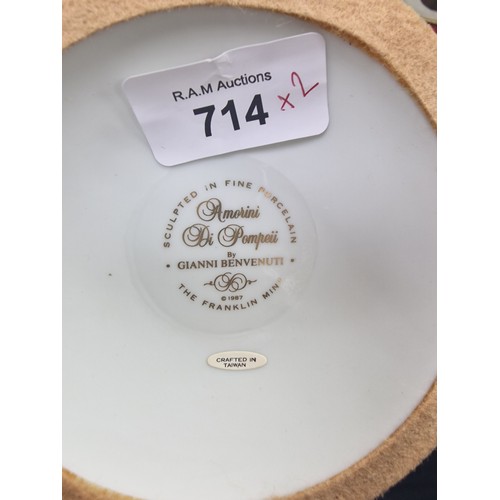 R.A.M Auctions
714 x2
SCULPTED IN FINE PORCELAIN
Amorini
Di Pompeii
By
• GIANNI BENVENUTI •
© 1987
THE FRANKLIN MINT
CRAFTED IN
TAIWAN